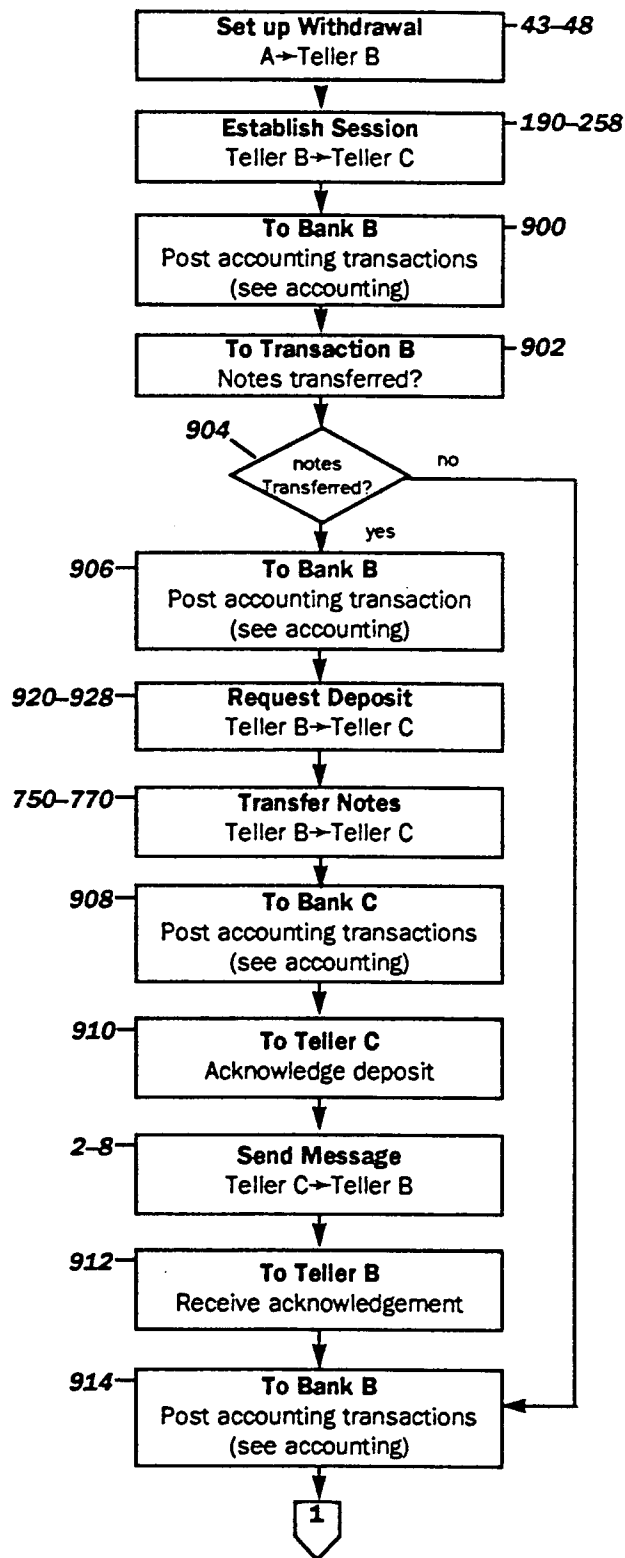 Set up Withdrawal
43–48
A→Teller B
Establish Session
190–258
Teller B→Teller C
To Bank B
900
Post accounting transactions
(see accounting)
To Transaction B
902
Notes transferred?
904
notes
Transferred?
no
yes
906
To Bank B
Post accounting transaction
(see accounting)
920–928
Request Deposit
Teller B→Teller C
750–770
Transfer Notes
Teller B→Teller C
908
To Bank C
Post accounting transactions
(see accounting)
910
To Teller C
Acknowledge deposit
2–8
Send Message
Teller C→Teller B
912
To Teller B
Receive acknowledgement
914
To Bank B
Post accounting transactions
(see accounting)
1